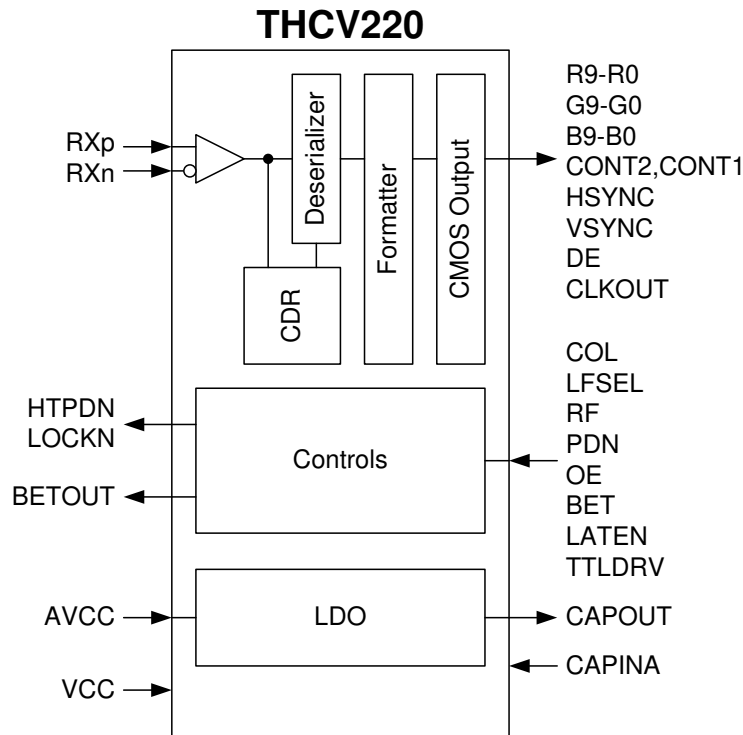 THCV220
RXp
RXn
Deserializer
CDR
Formatter
CMOS Output
R9-R0
G9-G0
B9-B0
CONT2,CONT1
HSYNC
VSYNC
DE
CLKOUT
HTPDN
LOCKN
BETOUT
Controls
COL
LFSEL
RF
PDN
OE
BET
LATEN
TTLDRV
AVCC
VCC
LDO
CAPOUT
CAPINA